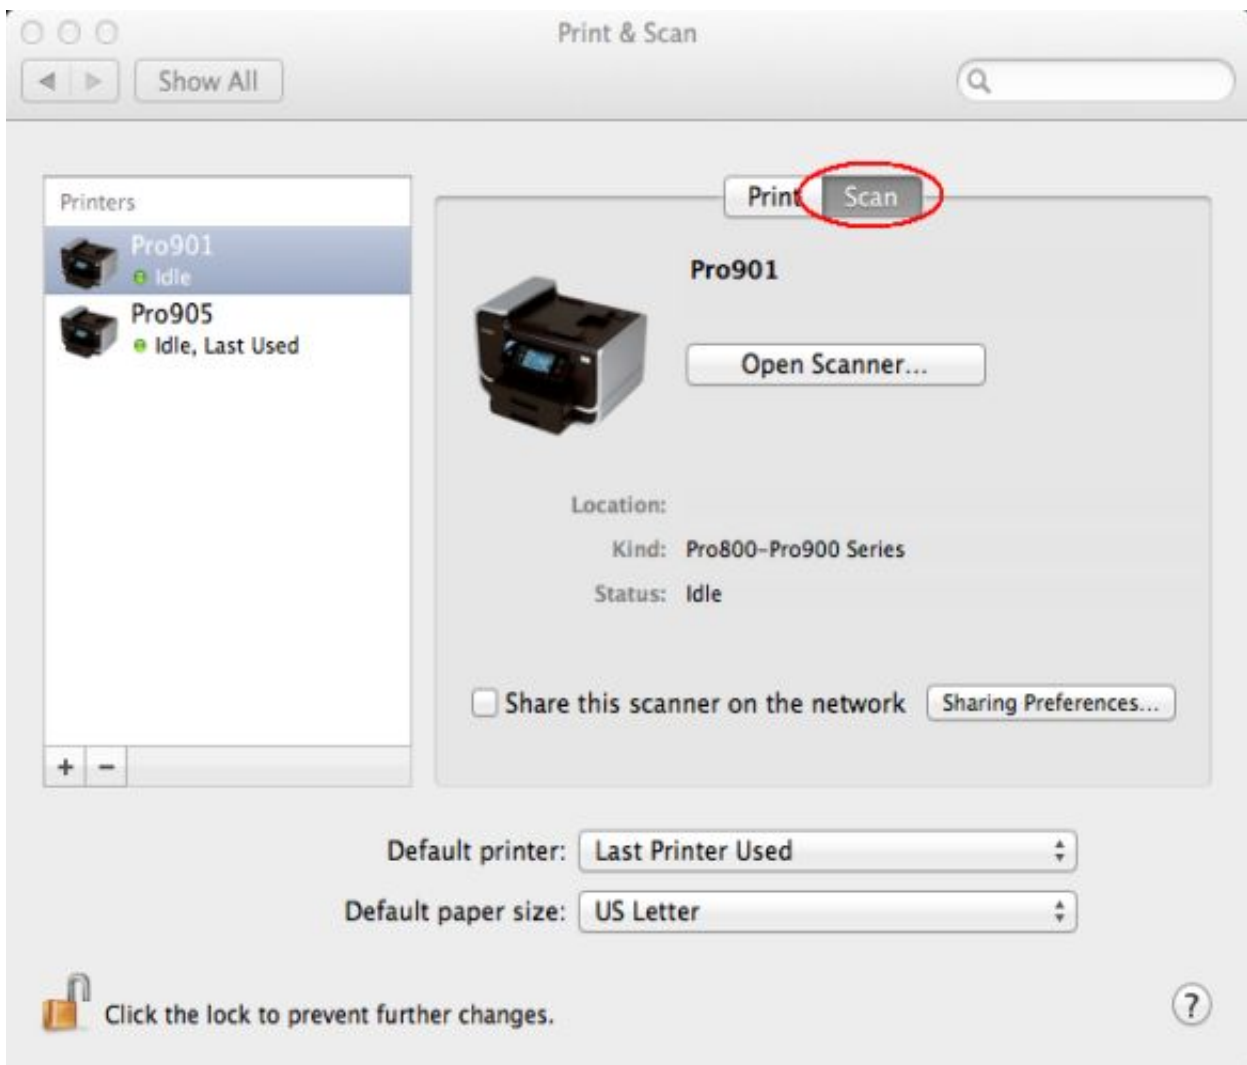 Print & Scan
Show All
Printers
Pro901
Idle
Pro905
Idle, Last Used
Print Scan
Pro901
Open Scanner...
Location:
Kind: Pro800-Pro900 Series
Status: Idle
Share this scanner on the network Sharing Preferences...
+ −
Default printer: Last Printer Used
Default paper size: US Letter
Click the lock to prevent further changes.
?